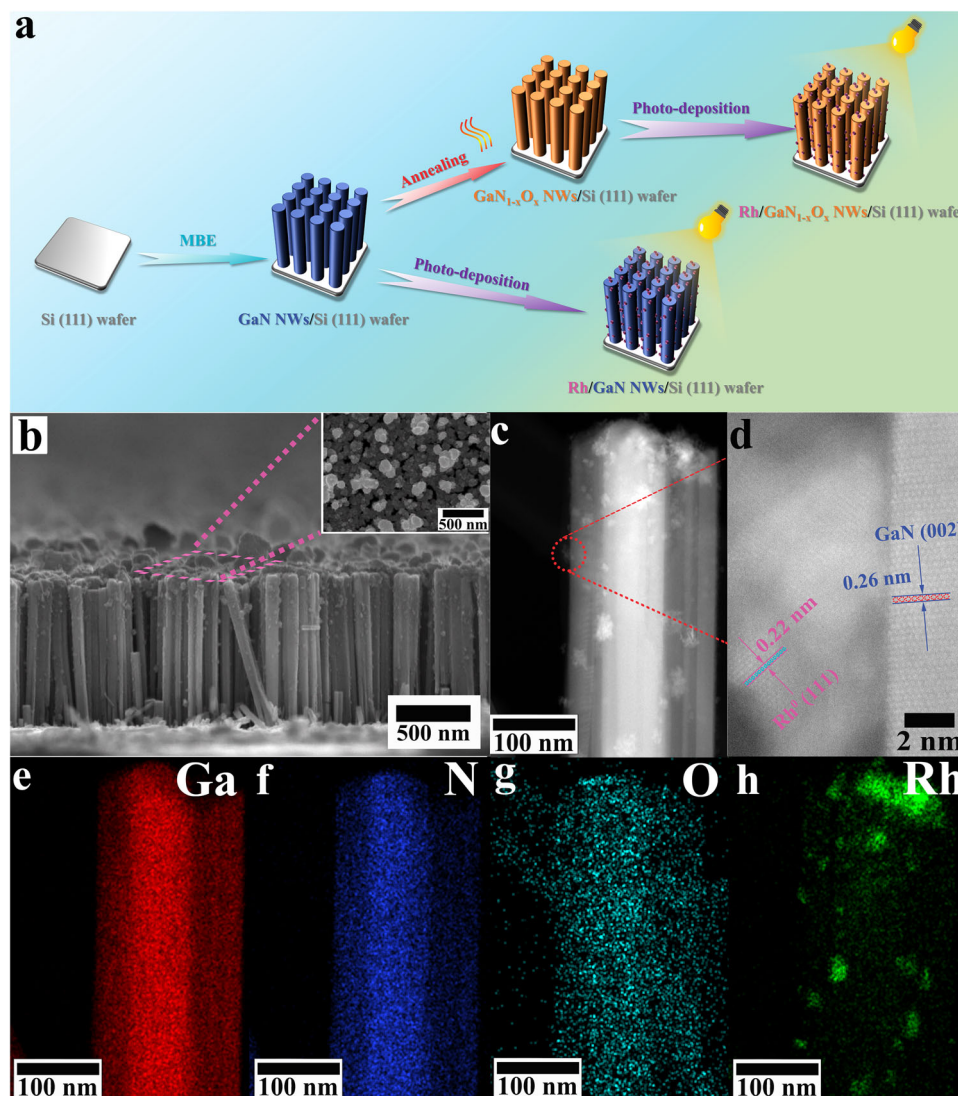 a
Photo-deposition
Annealing
GaN1-xOx NWs/Si (111) wafer
Rh/GaN1-xOx NWs/Si (111) wafe
MBE
Photo-deposition
Si (111) wafer
GaN NWs/Si (111) wafer
Rh/GaN NWs/Si (111) wafer
b
500 nm
500 nm
c
100 nm
d
GaN (002)
0.26 nm
0.22 nm
Rh⁰ (111)
2 nm
e
Ga
100 nm
f
N
100 nm
g
O
100 nm
h
Rh
100 nm